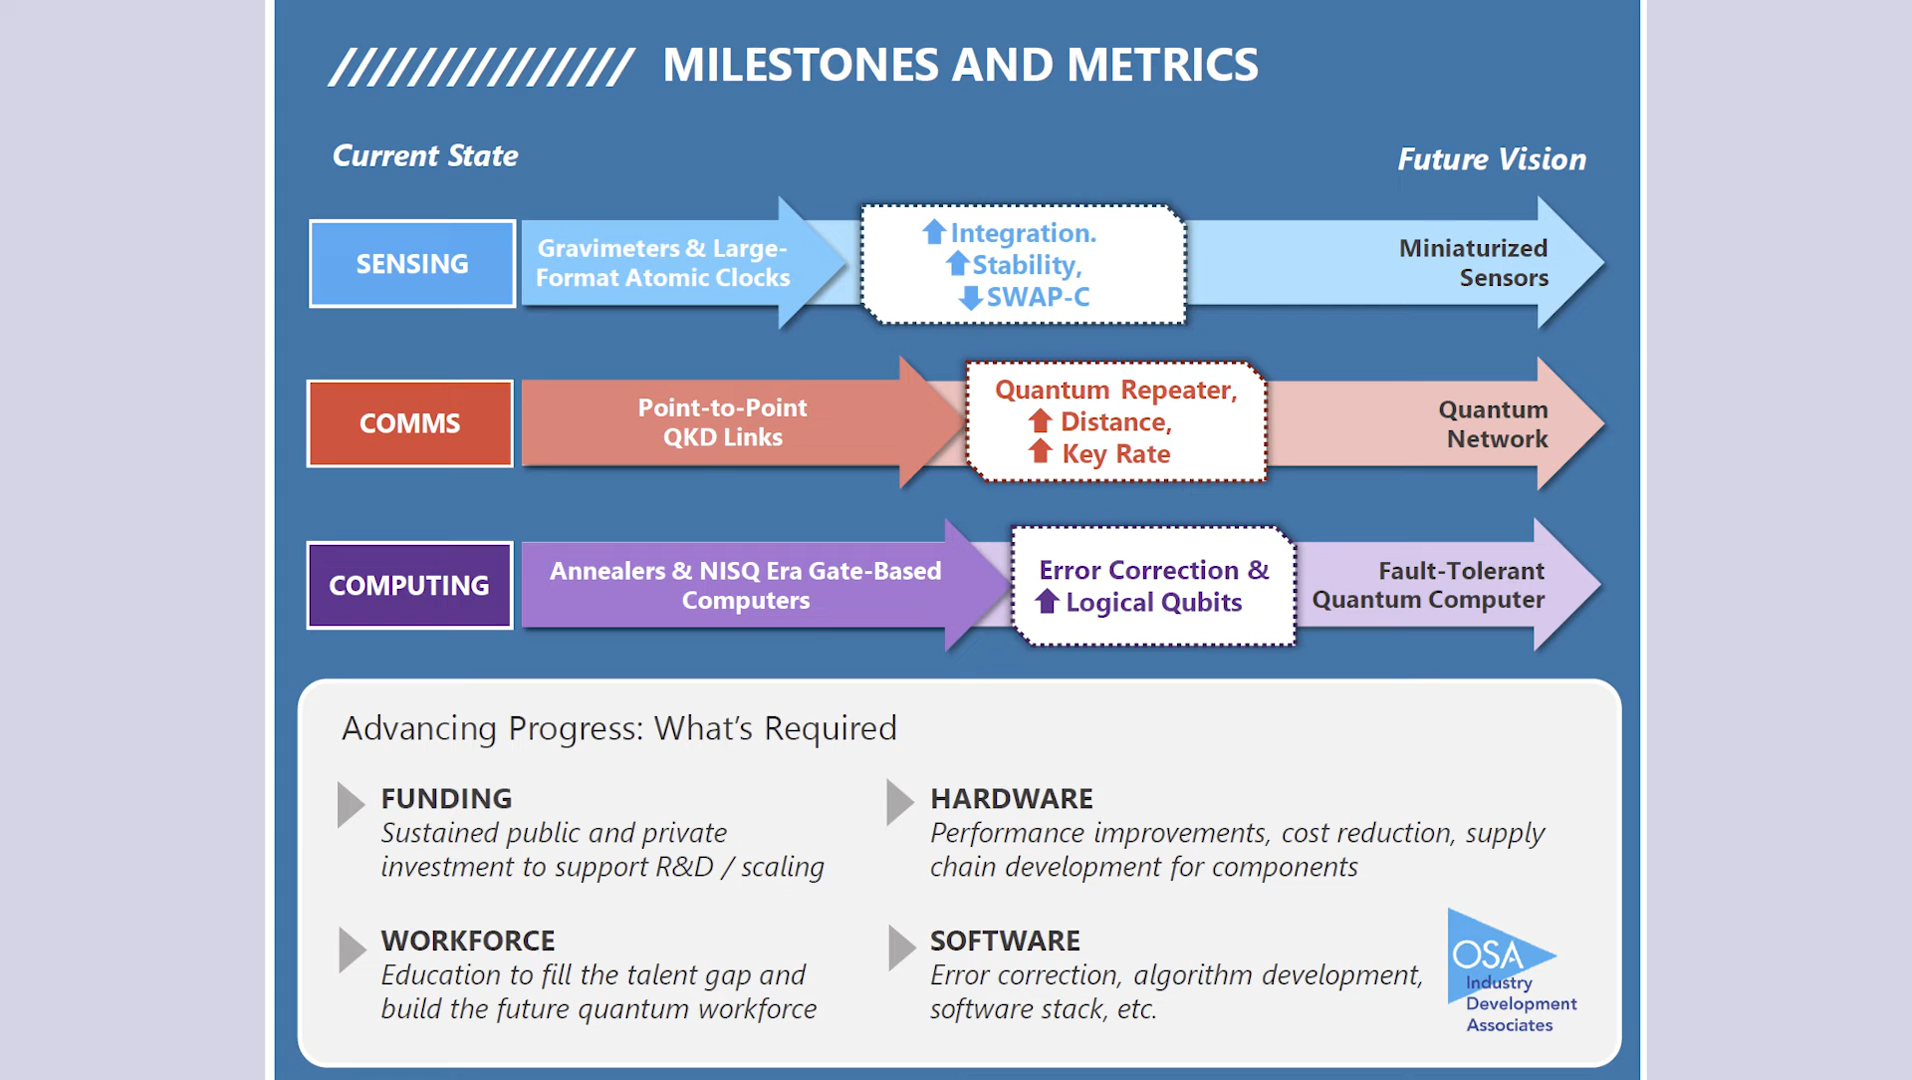 MILESTONES AND METRICS
Current State
Future Vision
SENSING
Gravimeters & Large-
Format Atomic Clocks
Integration.
Stability,
SWAP-C
Miniaturized
Sensors
COMMS
Point-to-Point
QKD Links
Quantum Repeater,
Distance,
Key Rate
Quantum
Network
COMPUTING
Annealers & NISQ Era Gate-Based
Computers
Error Correction &
Logical Qubits
Fault-Tolerant
Quantum Computer
Advancing Progress: What's Required
FUNDING
Sustained public and private
investment to support R&D / scaling
HARDWARE
Performance improvements, cost reduction, supply
chain development for components
WORKFORCE
Education to fill the talent gap and
build the future quantum workforce
SOFTWARE
Error correction, algorithm development,
software stack, etc.
OSA
Industry
Development
Associates